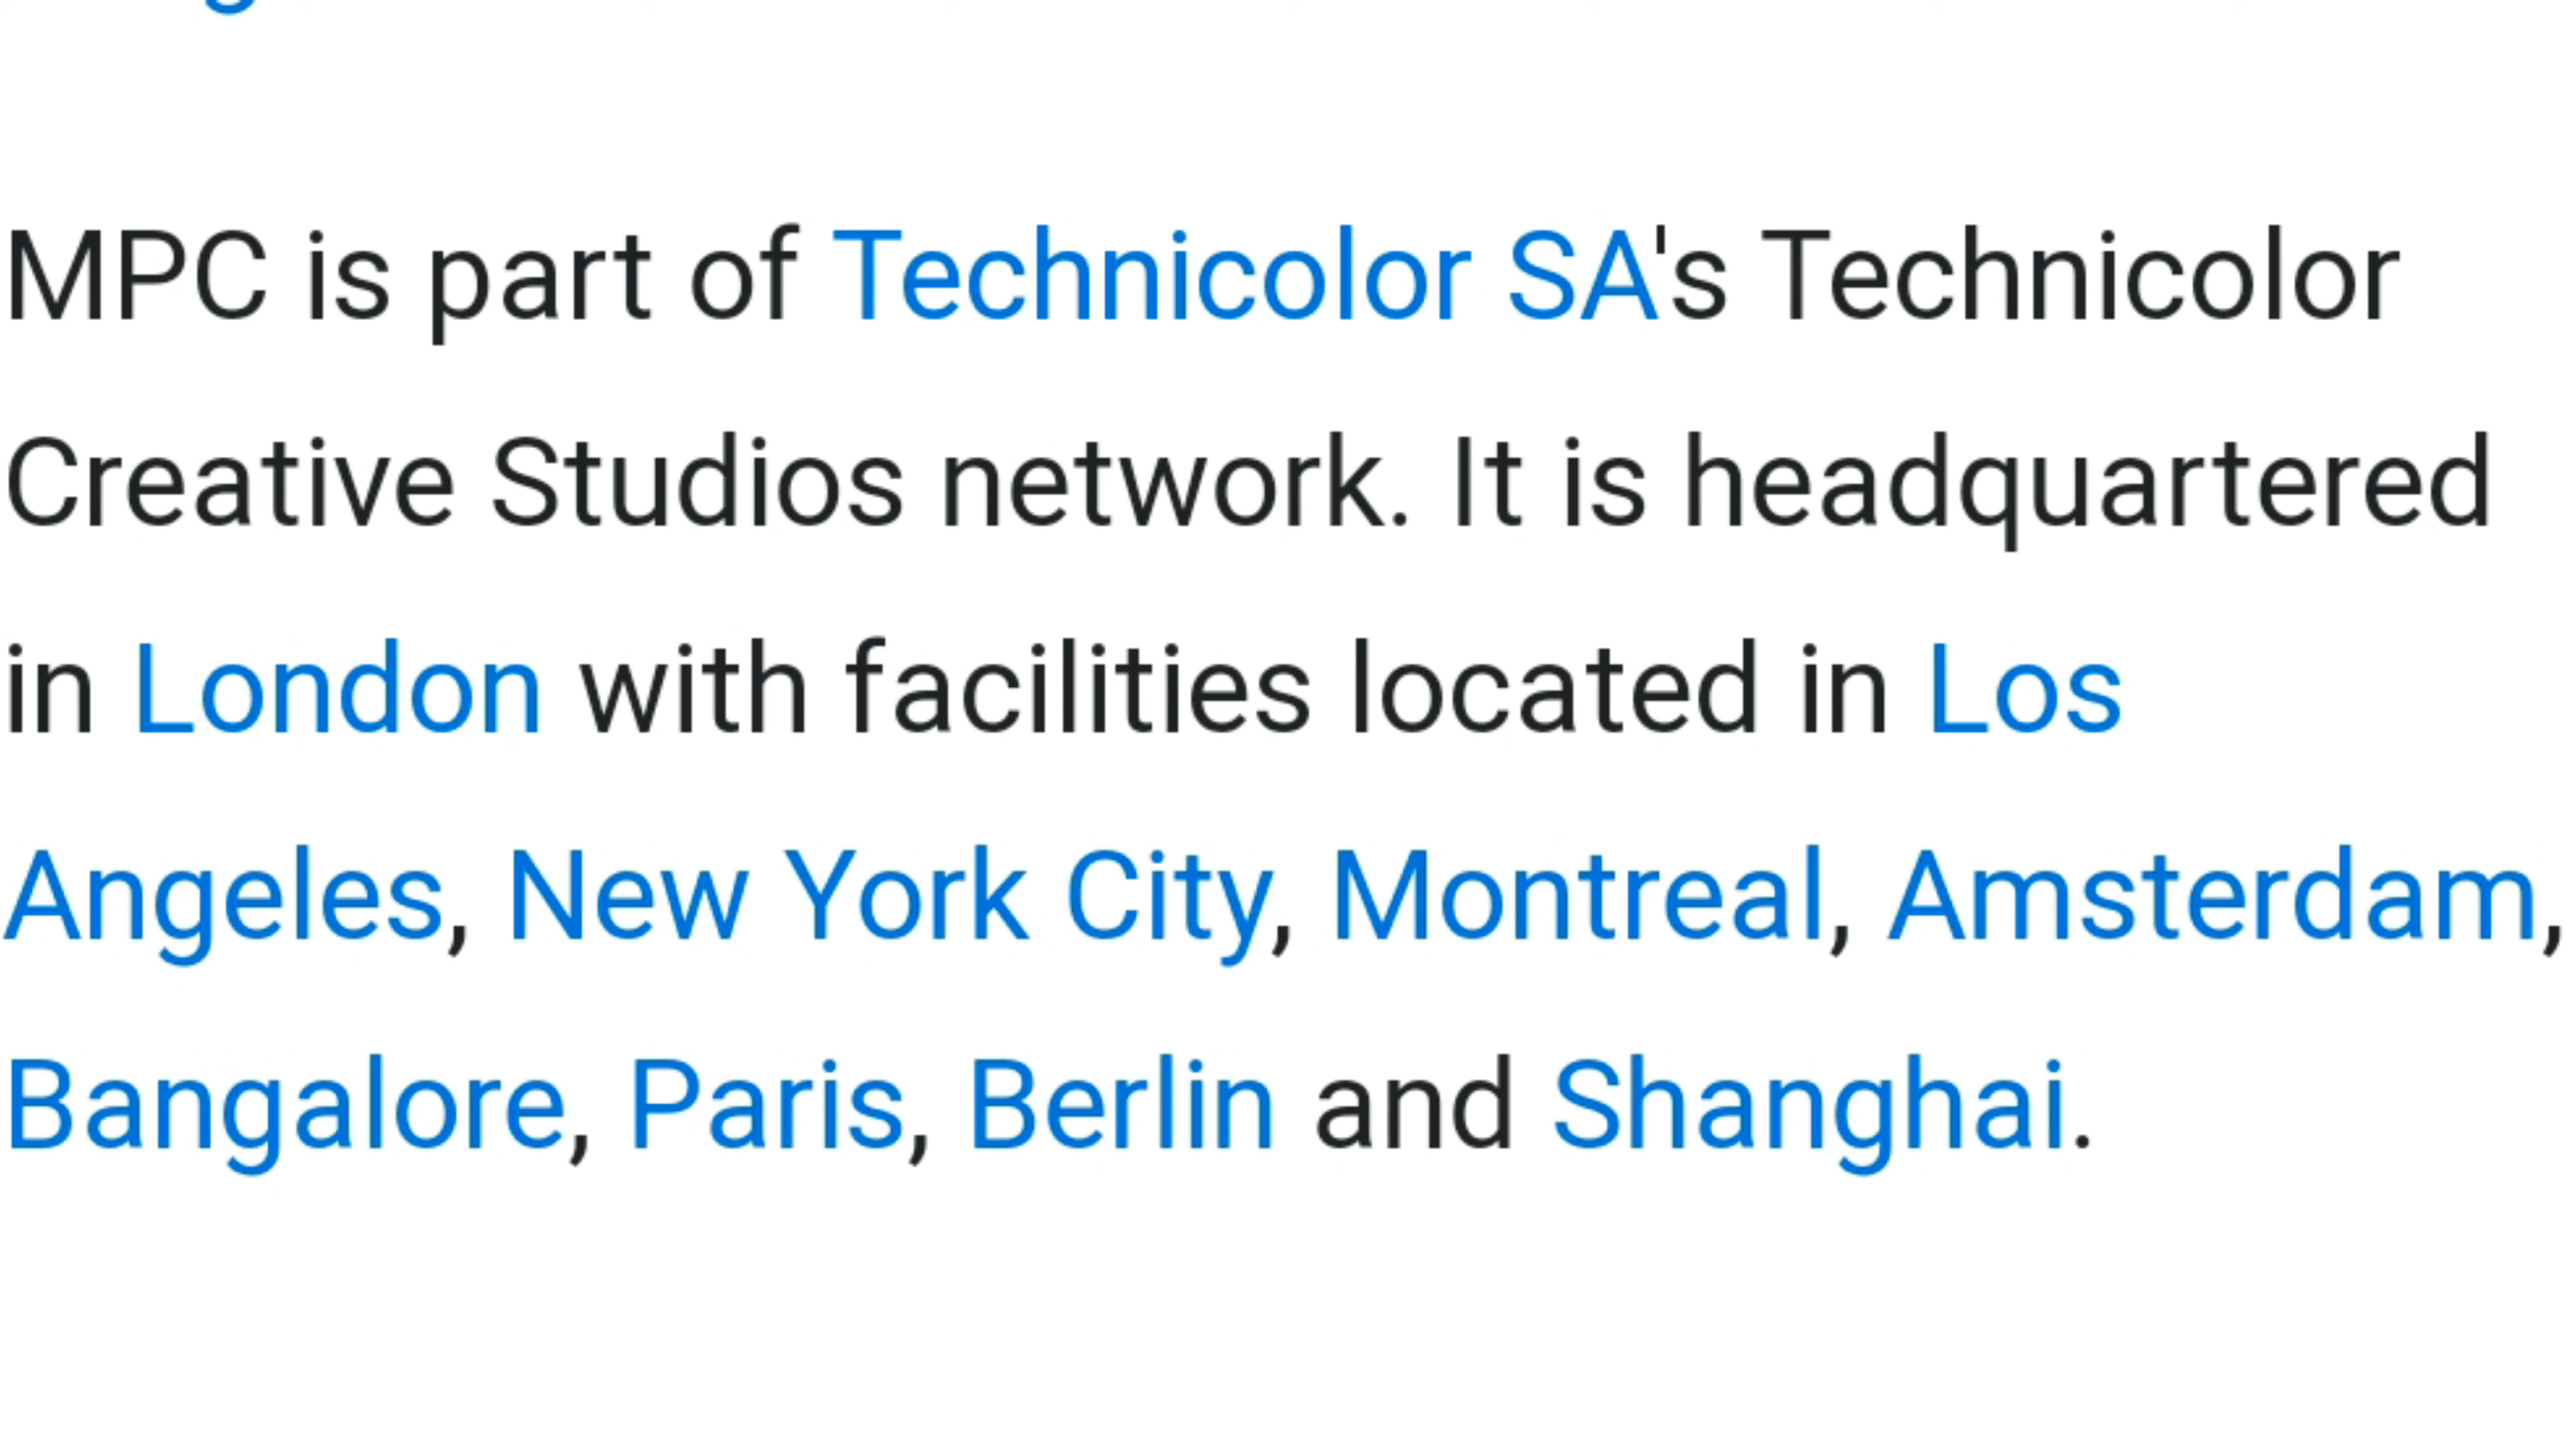 MPC is part of Technicolor SA's Technicolor
Creative Studios network. It is headquartered
in London with facilities located in Los
Angeles, New York City, Montreal, Amsterdam,
Bangalore, Paris, Berlin and Shanghai.